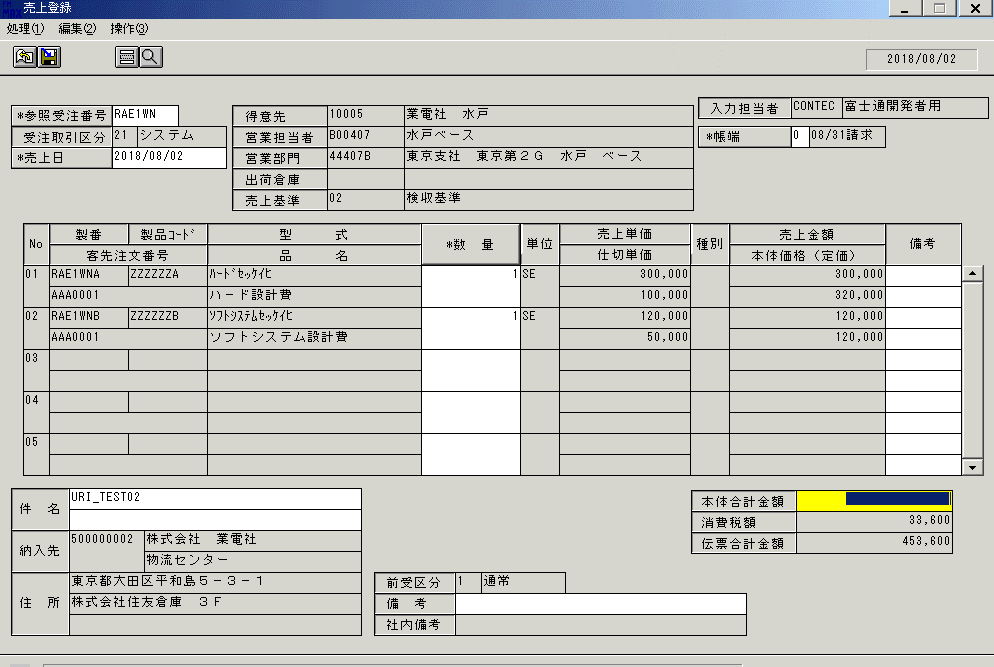 売上登録
処理(1) 編集(2) 操作(3)
2018/08/02
*参照受注番号 RAE1WN
受注取引区分 21 システム
*売上日 2018/08/02
得意先 10005 業電社 水戸
営業担当者 B00407 水戸ベース
営業部門 44407B 東京支社 東京第2G 水戸 ベース
出荷倉庫
売上基準 02 検収基準
入力担当者 CONTEC 富士通開発者用
*帳端 0 08/31請求
No 製番 製品コード 型 式 *数 量 単位 売上単価 種別 売上金額 備考
客先注文番号 品 名 仕切単価 本体価格(定価)
01 RAE1WNA ZZZZZZA ハードセッケイヒ 1 SE 300,000 300,000
AAA0001 ハード設計費 100,000 320,000
02 RAE1WNB ZZZZZZB ソフトシステムセッケイヒ 1 SE 120,000 120,000
AAA0001 ソフトシステム設計費 50,000 120,000
03
04
05
件 名 URI_TEST02
納入先 500000002 株式会社 業電社
物流センター
住 所 東京都大田区平和島5-3-1
株式会社住友倉庫 3F
前受区分 1 通常
備 考
社内備考
本体合計金額
消費税額 33,600
伝票合計金額 453,600